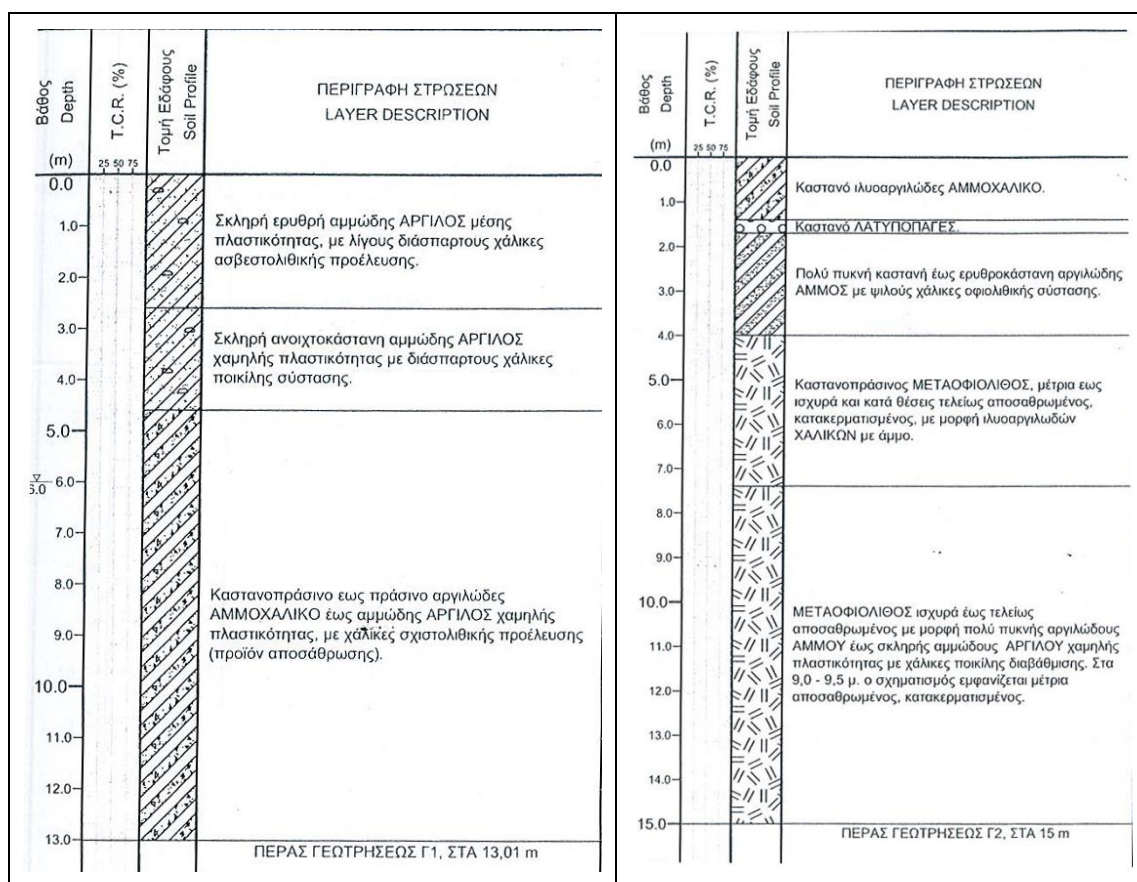 Βάθος
Depth
(m)
T.C.R. (%)
25 50 75
Τομή Εδάφους
Soil Profile
ΠΕΡΙΓΡΑΦΗ ΣΤΡΩΣΕΩΝ
LAYER DESCRIPTION
0.0
1.0
2.0
3.0
4.0
5.0
6.0
7.0
8.0
9.0
10.0
11.0
12.0
13.0
Σκληρή ερυθρή αμμώδης ΑΡΓΙΛΟΣ μέσης
πλαστικότητας, με λίγους διάσπαρτους χάλικες
ασβεστολιθικής προέλευσης.
Σκληρή ανοιχτοκάστανη αμμώδης ΑΡΓΙΛΟΣ
χαμηλής πλαστικότητας με διάσπαρτους χάλικες
ποικίλης σύστασης.
Καστανοπράσινο εως πράσινο αργιλώδες
ΑΜΜΟΧΑΛΙΚΟ έως αμμώδης ΑΡΓΙΛΟΣ χαμηλής
πλαστικότητας, με χάλικες σχιστολιθικής προέλευσης
(προϊόν αποσάθρωσης).
ΠΕΡΑΣ ΓΕΩΤΡΗΣΕΩΣ Γ1, ΣΤΑ 13,01 m
Βάθος
Depth
(m)
T.C.R. (%)
25 50 75
Τομή Εδάφους
Soil Profile
ΠΕΡΙΓΡΑΦΗ ΣΤΡΩΣΕΩΝ
LAYER DESCRIPTION
0.0
1.0
2.0
3.0
4.0
5.0
6.0
7.0
8.0
9.0
10.0
11.0
12.0
13.0
14.0
15.0
Καστανό ιλυοαργιλώδες ΑΜΜΟΧΑΛΙΚΟ.
Καστανό ΛΑΤΥΠΟΠΑΓΕΣ.
Πολύ πυκνή καστανή έως ερυθροκάστανη αργιλώδης
ΑΜΜΟΣ με ψιλούς χάλικες οφιολιθικής σύστασης.
Καστανοπράσινος ΜΕΤΑΟΦΙΟΛΙΘΟΣ, μέτρια εως
ισχυρά και κατά θέσεις τελείως αποσαθρωμένος,
κατακερματισμένος, με μορφή ιλυοαργιλωδών
ΧΑΛΙΚΩΝ με άμμο.
ΜΕΤΑΟΦΙΟΛΙΘΟΣ ισχυρά έως τελείως
αποσαθρωμένος με μορφή πολύ πυκνής αργιλώδους
ΑΜΜΟΥ έως σκληρής αμμώδους ΑΡΓΙΛΟΥ χαμηλής
πλαστικότητας με χάλικες ποικίλης διαβάθμισης. Στα
9,0 - 9,5 μ. ο σχηματισμός εμφανίζεται μέτρια
αποσαθρωμένος, κατακερματισμένος.
ΠΕΡΑΣ ΓΕΩΤΡΗΣΕΩΣ Γ2, ΣΤΑ 15 m